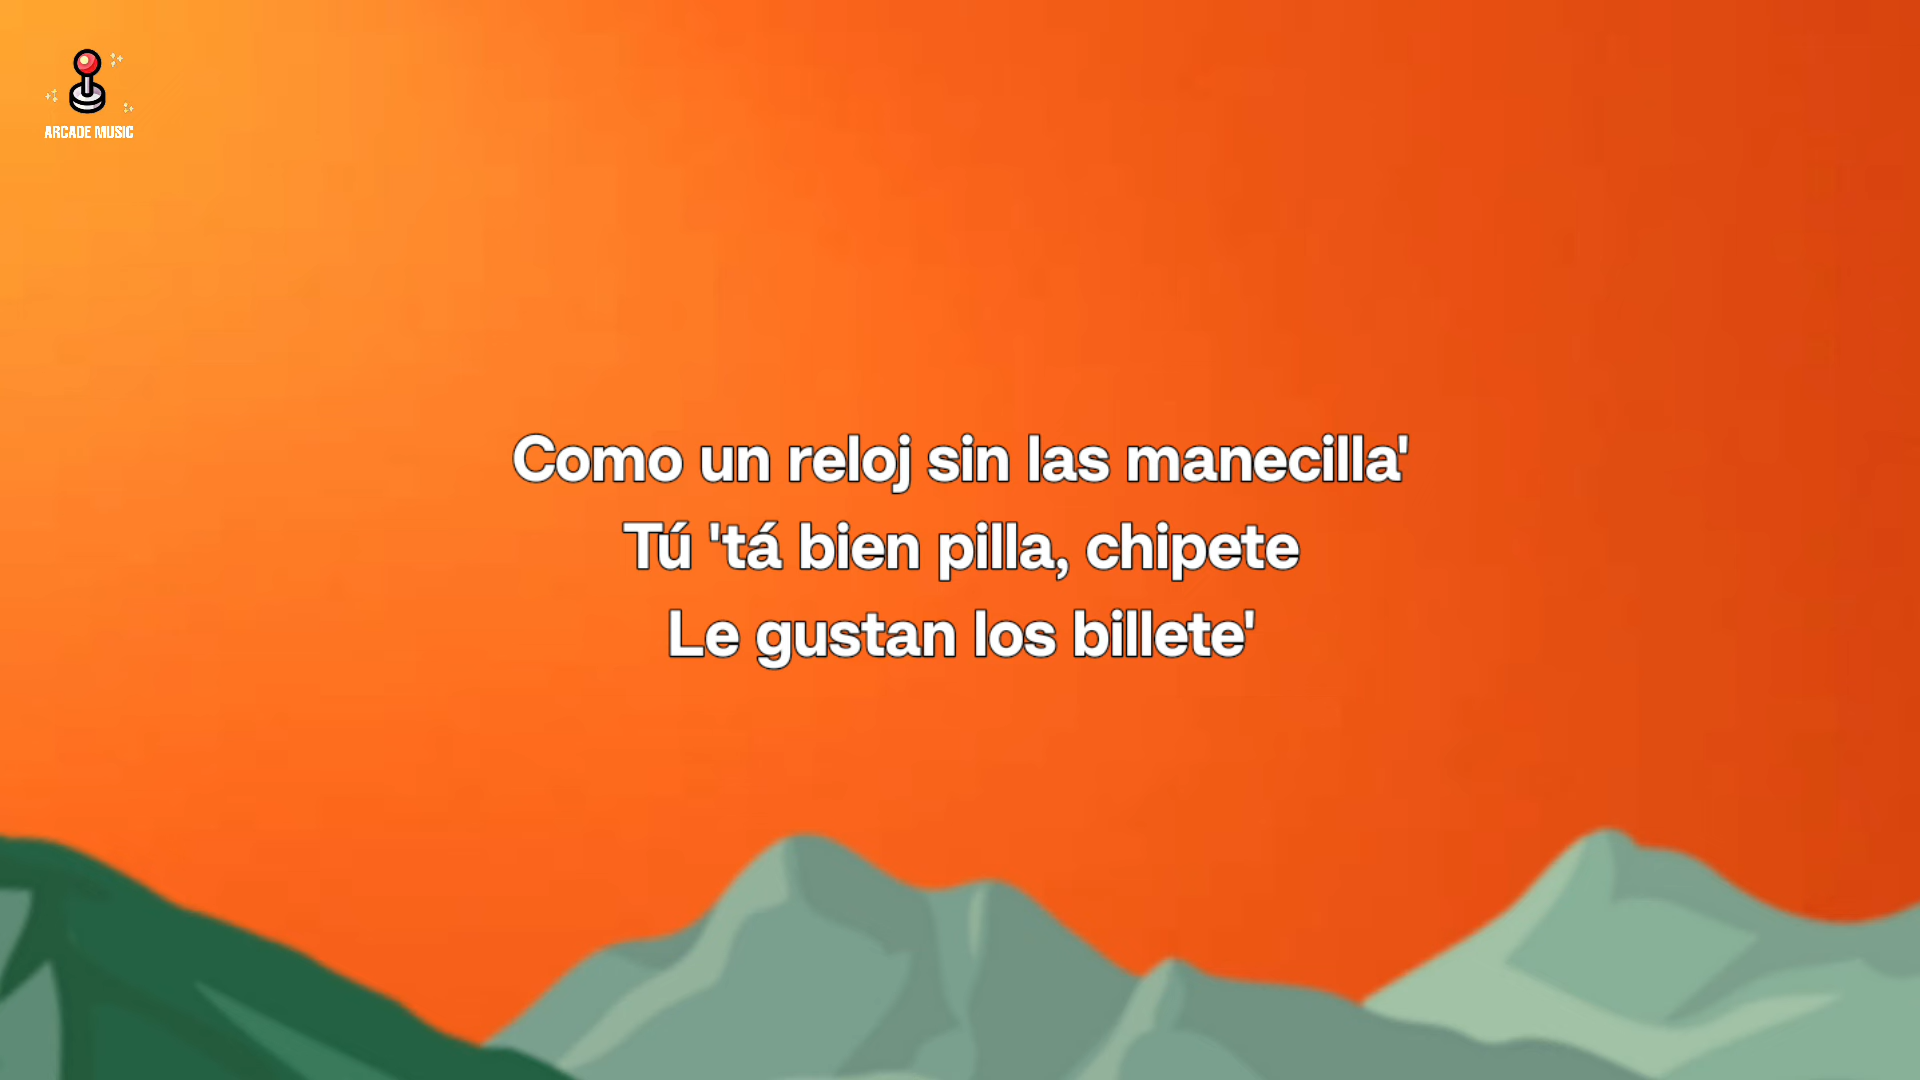 ARCADE MUSIC
Como un reloj sin las manecilla'
Tú 'tá bien pilla, chipete
Le gustan los billete'